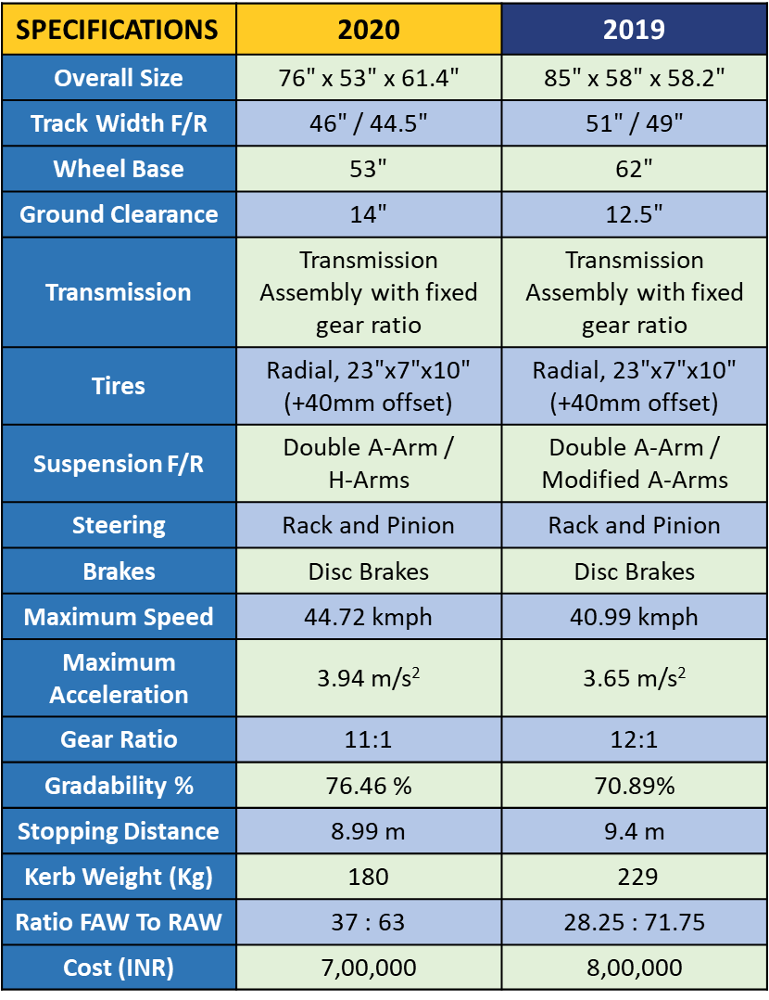 SPECIFICATIONS 2020 2019
Overall Size 76" x 53" x 61.4" 85" x 58" x 58.2"
Track Width F/R 46" / 44.5" 51" / 49"
Wheel Base 53" 62"
Ground Clearance 14" 12.5"
Transmission
Transmission
Assembly with fixed
gear ratio
Transmission
Assembly with fixed
gear ratio
Tires
Radial, 23"x7"x10"
(+40mm offset)
Radial, 23"x7"x10"
(+40mm offset)
Suspension F/R
Double A-Arm /
H-Arms
Double A-Arm /
Modified A-Arms
Steering Rack and Pinion Rack and Pinion
Brakes Disc Brakes Disc Brakes
Maximum Speed 44.72 kmph 40.99 kmph
Maximum
Acceleration
3.94 m/s²
3.65 m/s²
Gear Ratio 11:1 12:1
Gradability % 76.46 % 70.89%
Stopping Distance 8.99 m 9.4 m
Kerb Weight (Kg) 180 229
Ratio FAW To RAW 37 : 63 28.25 : 71.75
Cost (INR) 7,00,000 8,00,000